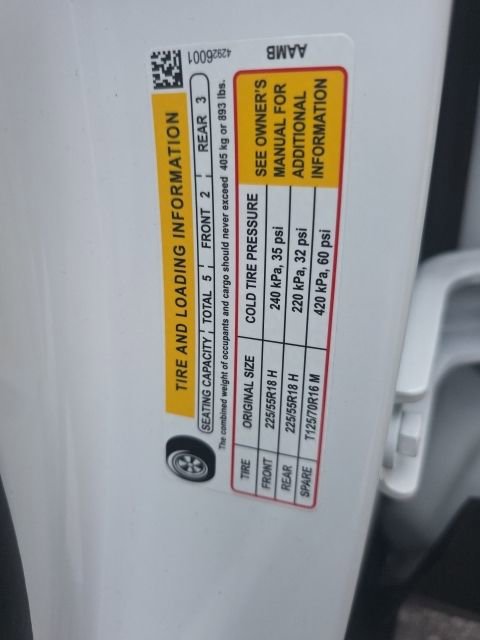 42926001
AAMB
TIRE AND LOADING INFORMATION
SEATING CAPACITY TOTAL 5 FRONT 2 REAR 3
The combined weight of occupants and cargo should never exceed 405 kg or 893 lbs.
TIRE ORIGINAL SIZE COLD TIRE PRESSURE
FRONT 225/55R18 H 240 kPa, 35 psi
REAR 225/55R18 H 220 kPa, 32 psi
SPARE T125/70R16 M 420 kPa, 60 psi
SEE OWNER'S
MANUAL FOR
ADDITIONAL
INFORMATION